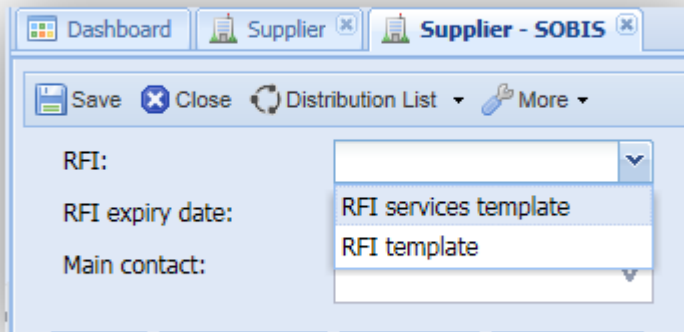 Dashboard Supplier Supplier - SOBIS
Save Close Distribution List More
RFI:
RFI services template
RFI expiry date:
RFI template
Main contact: